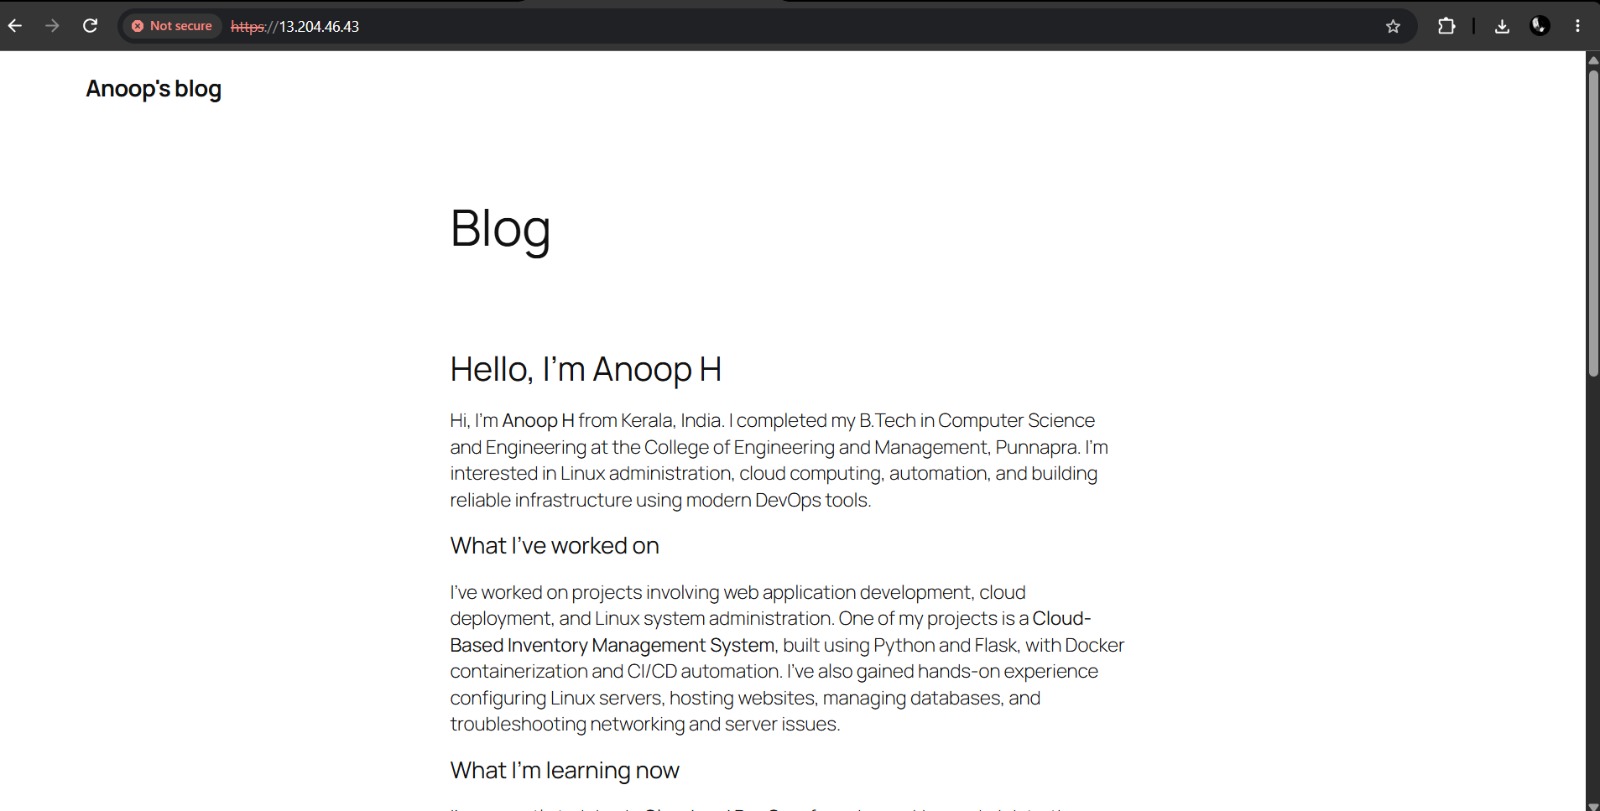 Not secure https://13.204.46.43
Anoop's blog
Blog
Hello, I'm Anoop H
Hi, I'm Anoop H from Kerala, India. I completed my B.Tech in Computer Science
and Engineering at the College of Engineering and Management, Punnapra. I'm
interested in Linux administration, cloud computing, automation, and building
reliable infrastructure using modern DevOps tools.
What I've worked on
I've worked on projects involving web application development, cloud
deployment, and Linux system administration. One of my projects is a Cloud-
Based Inventory Management System, built using Python and Flask, with Docker
containerization and CI/CD automation. I've also gained hands-on experience
configuring Linux servers, hosting websites, managing databases, and
troubleshooting networking and server issues.
What I'm learning now